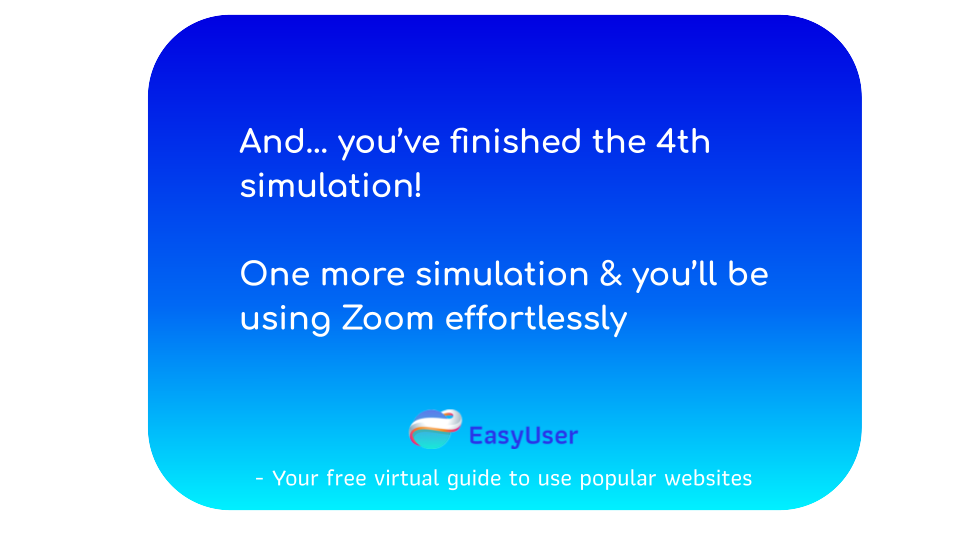 And... you’ve finished the 4th
simulation!
One more simulation & you’ll be
using Zoom effortlessly
EasyUser
- Your free virtual guide to use popular websites